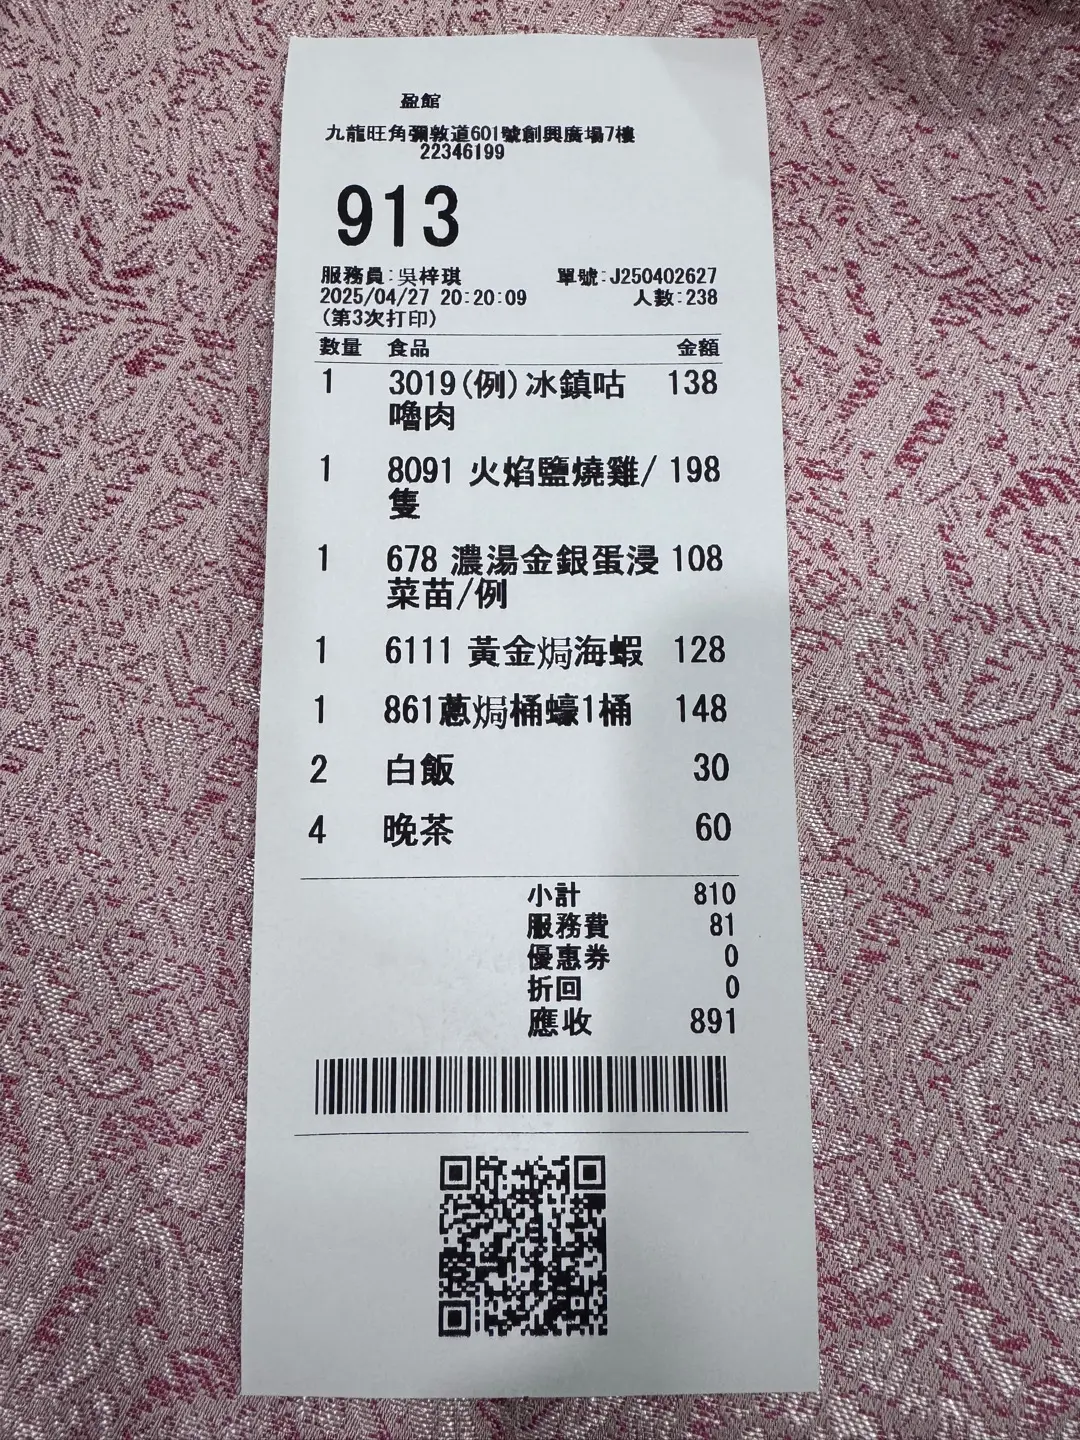 盈館
九龍旺角彌敦道601號創興廣場7樓
22346199
913
服務員:吳梓琪 單號:J250402627
2025/04/27 20:20:09 人數:238
(第3次打印)
數量 食品 金額
1 3019(例)冰鎮咕 138
嚕肉
1 8091 火焰鹽燒雞/ 198
隻
1 678 濃湯金銀蛋浸 108
菜苗/例
1 6111 黃金焗海蝦 128
1 861蔥焗桶蠔1桶 148
2 白飯 30
4 晚茶 60
小計 810
服務費 81
優惠券 0
折回 0
應收 891